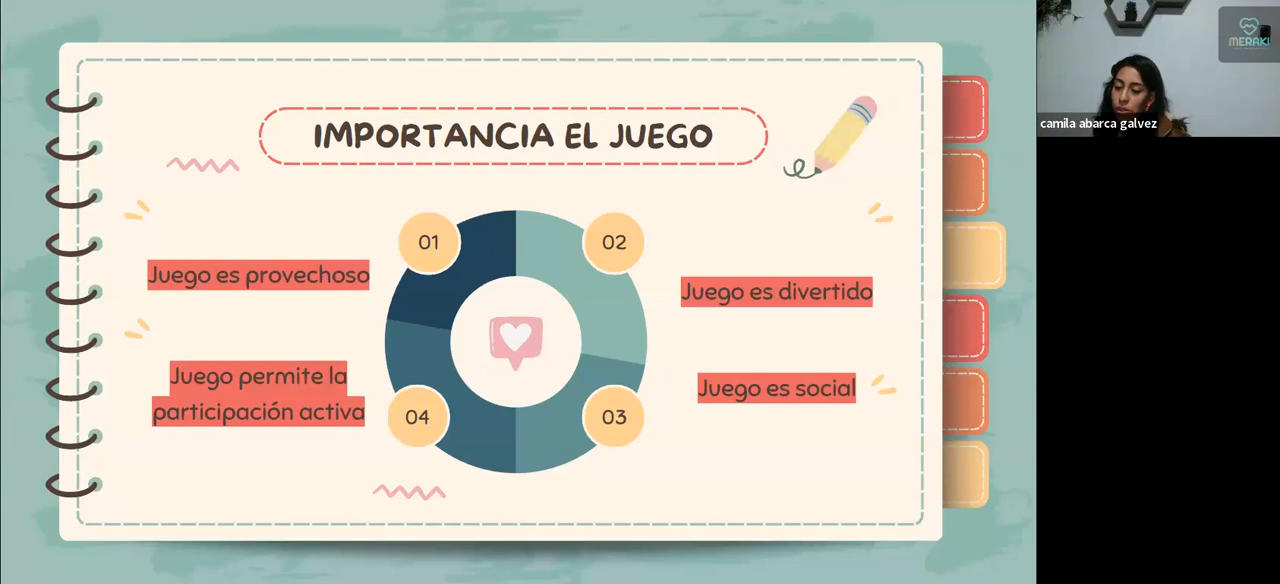 IMPORTANCIA EL JUEGO
01
Juego es provechoso
02
Juego es divertido
03
Juego es social
04
Juego permite la
participación activa
MERAKI
camila abarca galvez